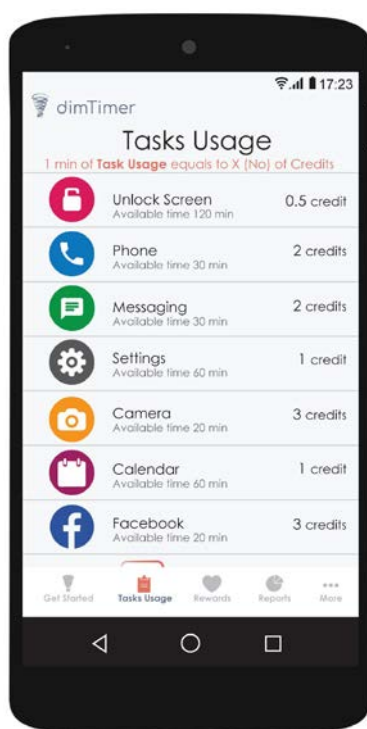 17:23
dimTimer
Tasks Usage
1 min of Task Usage equals to X (No) of Credits
Unlock Screen
0.5 credit
Available time 120 min
Phone
2 credits
Available time 30 min
Messaging
2 credits
Available time 30 min
Settings
1 credit
Available time 60 min
Camera
3 credits
Available time 20 min
Calendar
1 credit
Available time 60 min
Facebook
3 credits
Available time 20 min
Get Started Tasks Usage Rewards Reports More